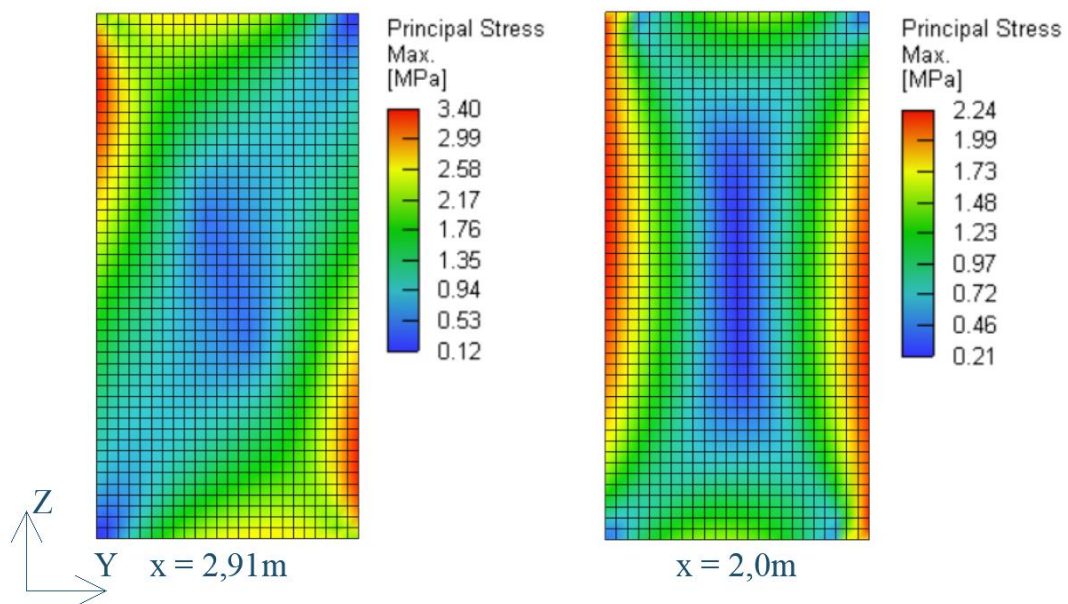 Principal Stress
Max.
[MPa]
3.40
2.99
2.58
2.17
1.76
1.35
0.94
0.53
0.12
Principal Stress
Max.
[MPa]
2.24
1.99
1.73
1.48
1.23
0.97
0.72
0.46
0.21
Z
Y
x = 2,91m
x = 2,0m